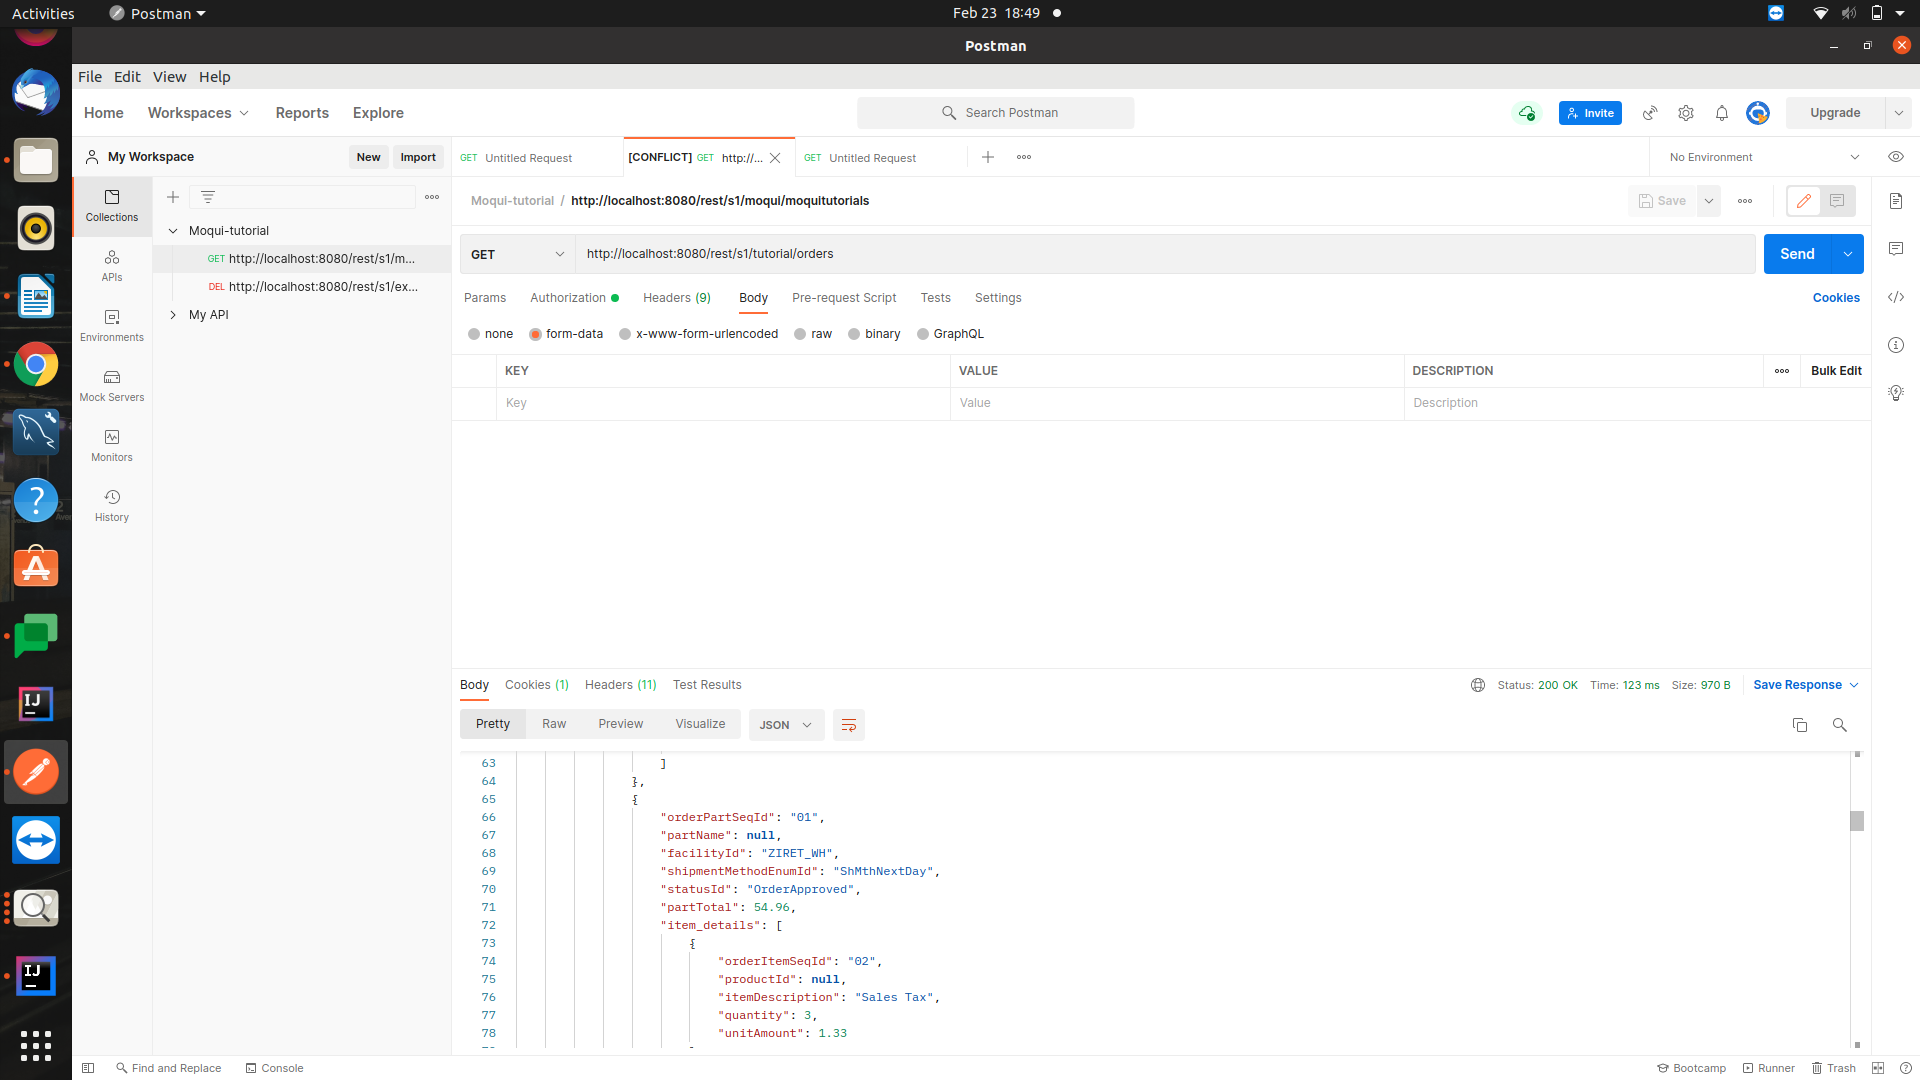 Activities
Postman
Feb 23 18:49
Postman
File Edit View Help
Home Workspaces Reports Explore
Search Postman
Invite
Upgrade
My Workspace
New Import
GET Untitled Request
[CONFLICT] GET http://...
GET Untitled Request
No Environment
Collections
APIs
Environments
Mock Servers
Monitors
History
Moqui-tutorial
GET http://localhost:8080/rest/s1/m...
DEL http://localhost:8080/rest/s1/ex...
My API
Moqui-tutorial / http://localhost:8080/rest/s1/moqui/moquitutorials
Save
GET http://localhost:8080/rest/s1/tutorial/orders
Send
Params Authorization Headers (9) Body Pre-request Script Tests Settings
Cookies
none form-data x-www-form-urlencoded raw binary GraphQL
KEY VALUE DESCRIPTION
Bulk Edit
Key Value Description
Body Cookies (1) Headers (11) Test Results
Status: 200 OK Time: 123 ms Size: 970 B
Save Response
Pretty Raw Preview Visualize JSON
63 ]
64 },
65 {
66 "orderPartSeqId": "01",
67 "partName": null,
68 "facilityId": "ZIRET_WH",
69 "shipmentMethodEnumId": "ShMthNextDay",
70 "statusId": "OrderApproved",
71 "partTotal": 54.96,
72 "item_details": [
73 {
74 "orderItemSeqId": "02",
75 "productId": null,
76 "itemDescription": "Sales Tax",
77 "quantity": 3,
78 "unitAmount": 1.33
Find and Replace Console
Bootcamp Runner Trash